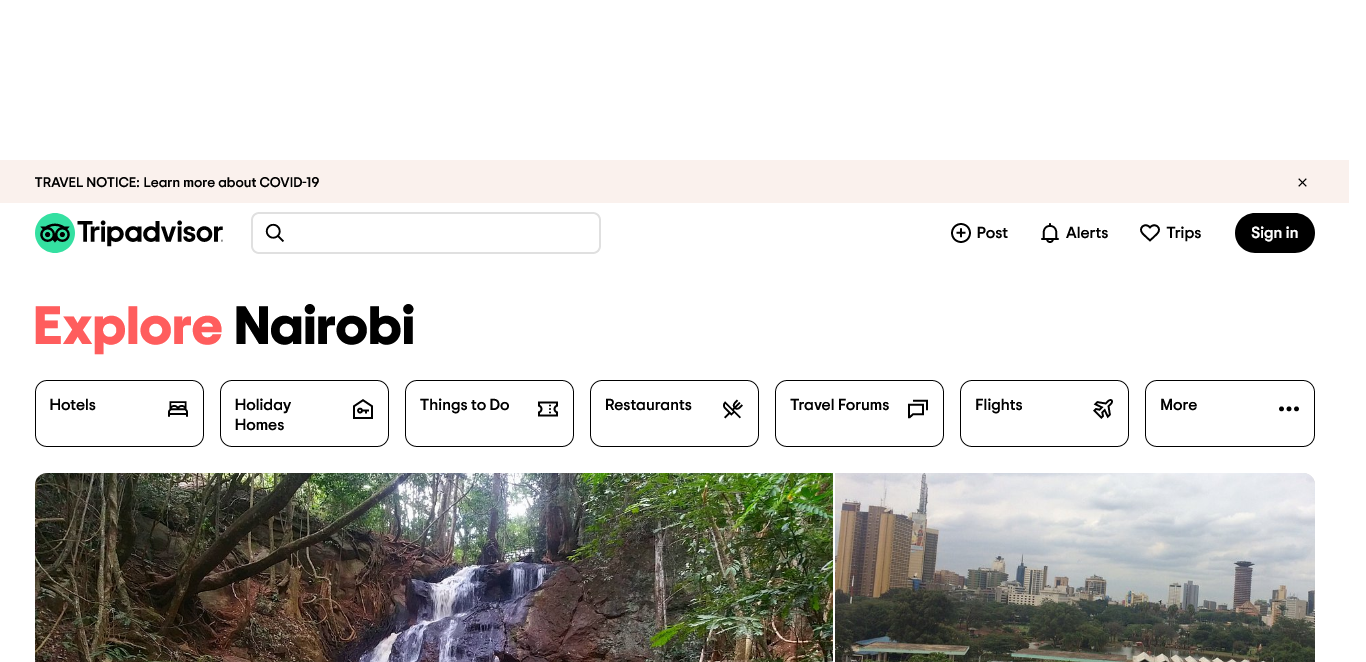 TRAVEL NOTICE: Learn more about COVID-19
Tripadvisor
Post
Alerts
Trips
Sign in
Explore Nairobi
Hotels
Holiday
Homes
Things to Do
Restaurants
Travel Forums
Flights
More